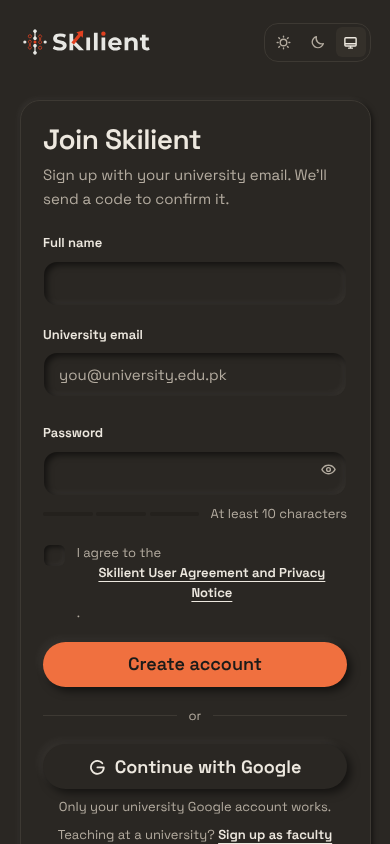 Skilient
Join Skilient
Sign up with your university email. We'll
send a code to confirm it.
Full name
University email
you@university.edu.pk
Password
At least 10 characters
I agree to the
Skilient User Agreement and Privacy
Notice
.
Create account
or
G Continue with Google
Only your university Google account works.
Teaching at a university? Sign up as faculty